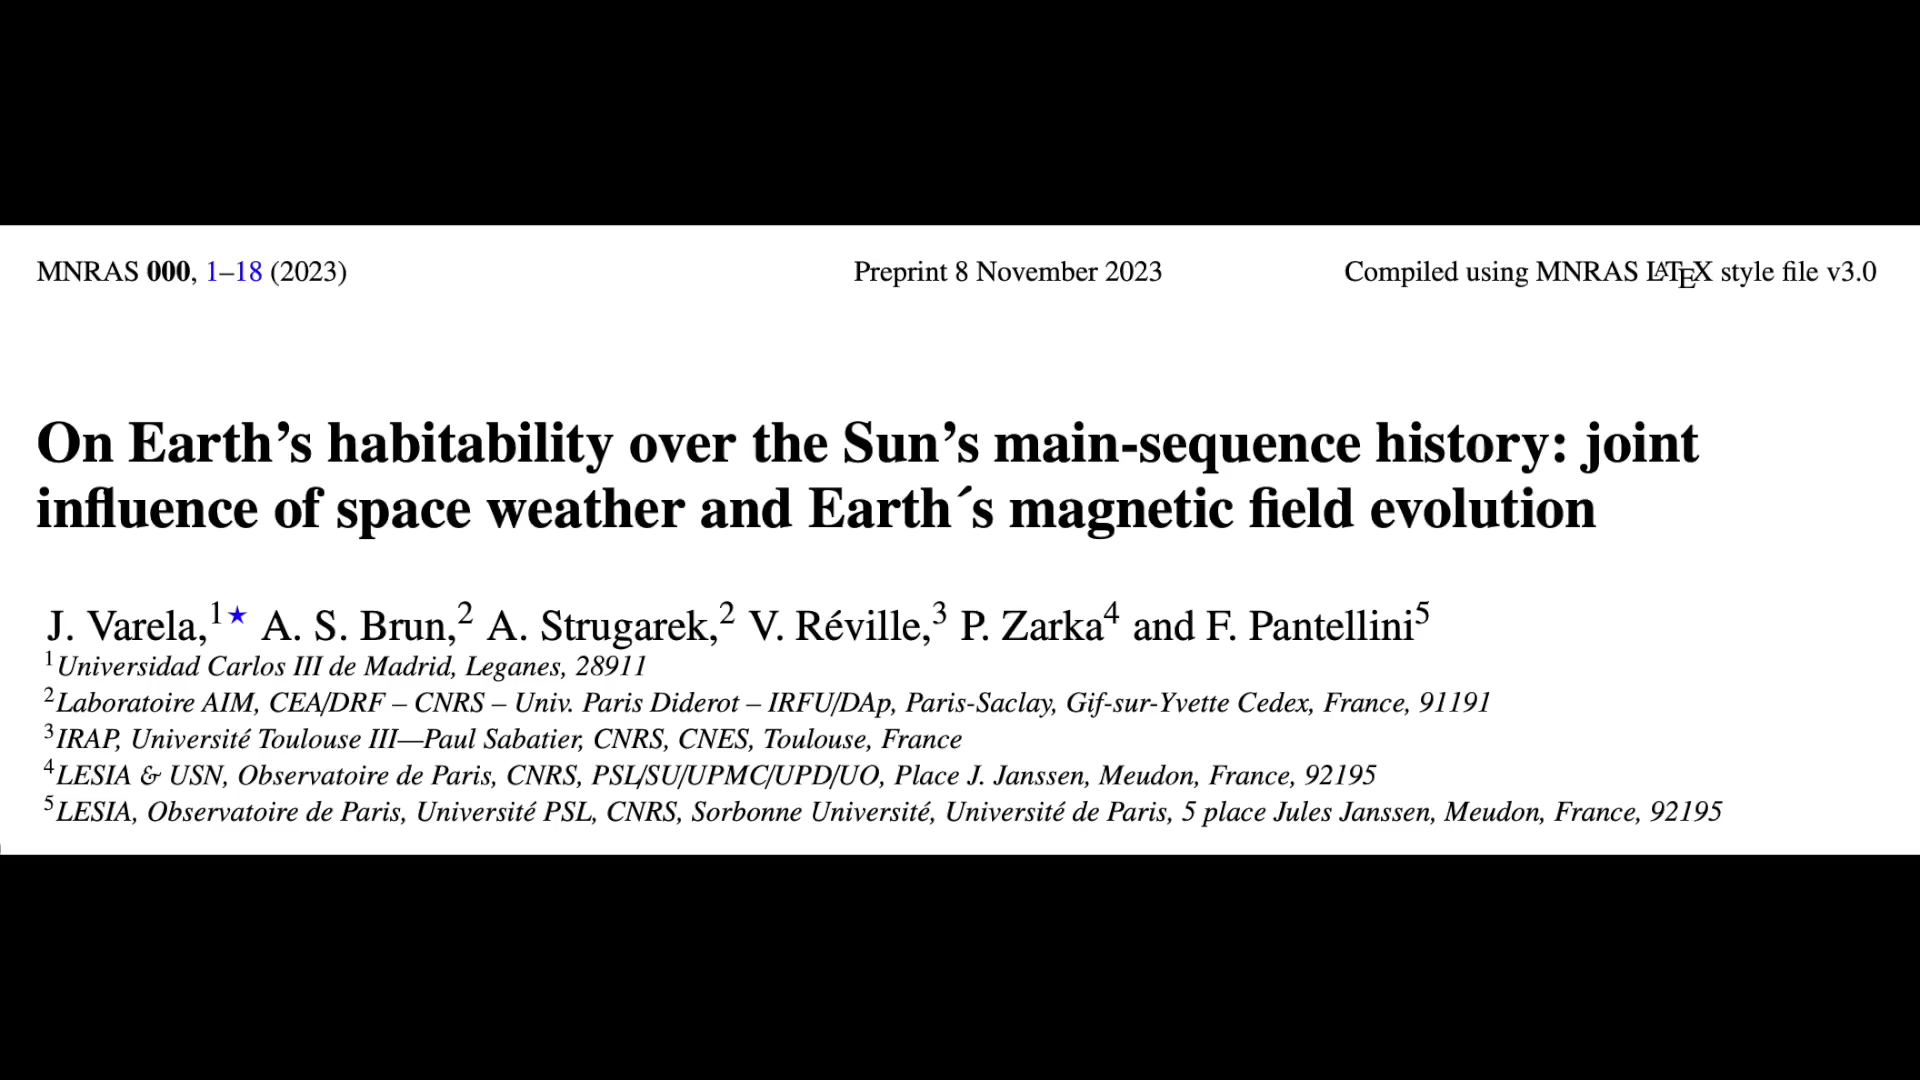 MNRAS 000, 1–18 (2023) Preprint 8 November 2023 Compiled using MNRAS LATEX style file v3.0
On Earth’s habitability over the Sun’s main-sequence history: joint
influence of space weather and Earth´s magnetic field evolution
J. Varela,1★ A. S. Brun,2 A. Strugarek,2 V. Réville,3 P. Zarka4 and F. Pantellini5
1Universidad Carlos III de Madrid, Leganes, 28911
2Laboratoire AIM, CEA/DRF – CNRS – Univ. Paris Diderot – IRFU/DAp, Paris-Saclay, Gif-sur-Yvette Cedex, France, 91191
3IRAP, Université Toulouse III—Paul Sabatier, CNRS, CNES, Toulouse, France
4LESIA & USN, Observatoire de Paris, CNRS, PSL/SU/UPMC/UPD/UO, Place J. Janssen, Meudon, France, 92195
5LESIA, Observatoire de Paris, Université PSL, CNRS, Sorbonne Université, Université de Paris, 5 place Jules Janssen, Meudon, France, 92195